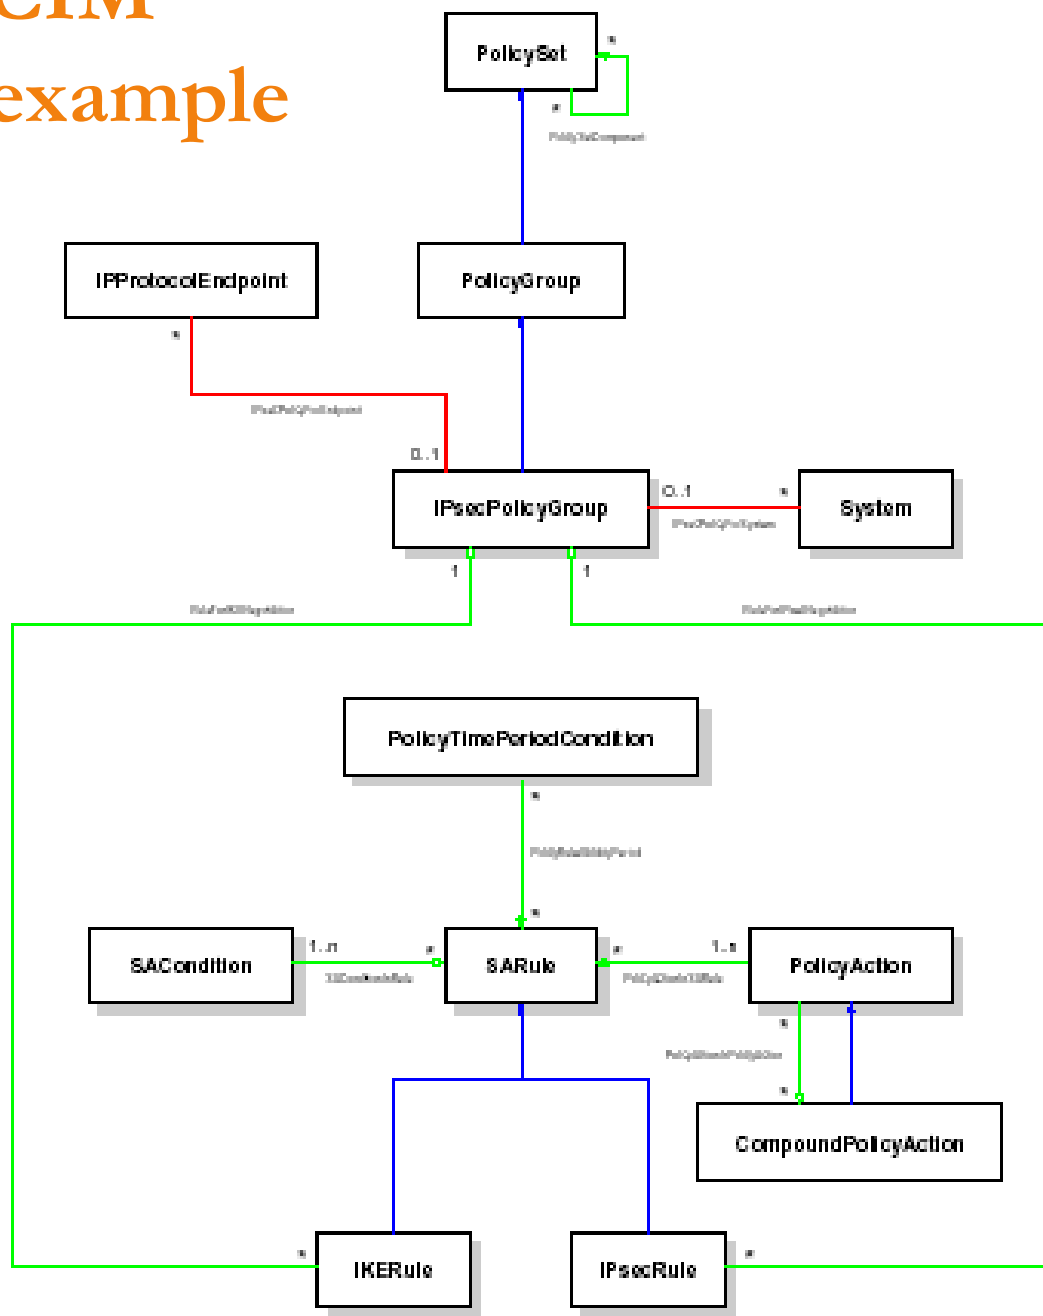 CIM
example
PolicySet
*
*
PolicySetComponent
IPProtocolEndpoint
PolicyGroup
*
0..1
IPsecPolicyGroup
0..1
*
System
1
1
PolicyTimePeriodCondition
*
*
SACondition
1..n
*
SARule
*
1..n
PolicyAction
*
*
CompoundPolicyAction
*
IKERule
IPsecRule
*